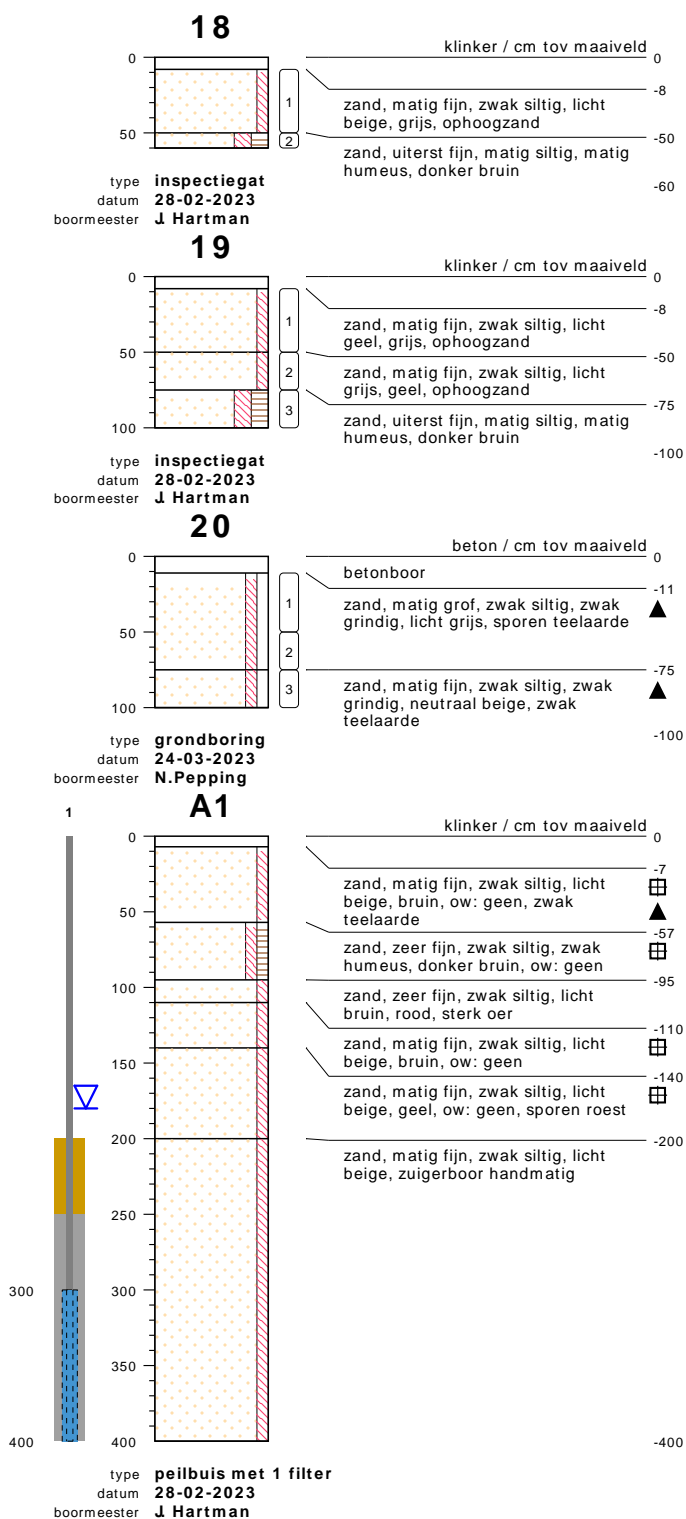 18
klinker / cm tov maaiveld
0
0
-8
1
zand, matig fijn, zwak siltig, licht
beige, grijs, ophoogzand
50
-50
2
zand, uiterst fijn, matig siltig, matig
humeus, donker bruin
-60
type inspectiegat
datum 28-02-2023
boormeester J. Hartman
19
klinker / cm tov maaiveld
0
0
-8
1
zand, matig fijn, zwak siltig, licht
geel, grijs, ophoogzand
50
-50
2
zand, matig fijn, zwak siltig, licht
grijs, geel, ophoogzand
-75
3
zand, uiterst fijn, matig siltig, matig
humeus, donker bruin
100
-100
type inspectiegat
datum 28-02-2023
boormeester J. Hartman
20
beton / cm tov maaiveld
0
0
betonboor
-11
1
zand, matig grof, zwak siltig, zwak
grindig, licht grijs, sporen teelaarde
50
2
-75
3
zand, matig fijn, zwak siltig, zwak
grindig, neutraal beige, zwak
teelaarde
100
-100
type grondboring
datum 24-03-2023
boormeester N.Pepping
A1
1
klinker / cm tov maaiveld
0
0
-7
zand, matig fijn, zwak siltig, licht
beige, bruin, ow: geen, zwak
teelaarde
50
-57
zand, zeer fijn, zwak siltig, zwak
humeus, donker bruin, ow: geen
-95
100
zand, zeer fijn, zwak siltig, licht
bruin, rood, sterk oer
-110
zand, matig fijn, zwak siltig, licht
beige, bruin, ow: geen
150
-140
zand, matig fijn, zwak siltig, licht
beige, geel, ow: geen, sporen roest
200
-200
zand, matig fijn, zwak siltig, licht
beige, zuigerboor handmatig
250
300
300
350
400
400
-400
type peilbuis met 1 filter
datum 28-02-2023
boormeester J. Hartman